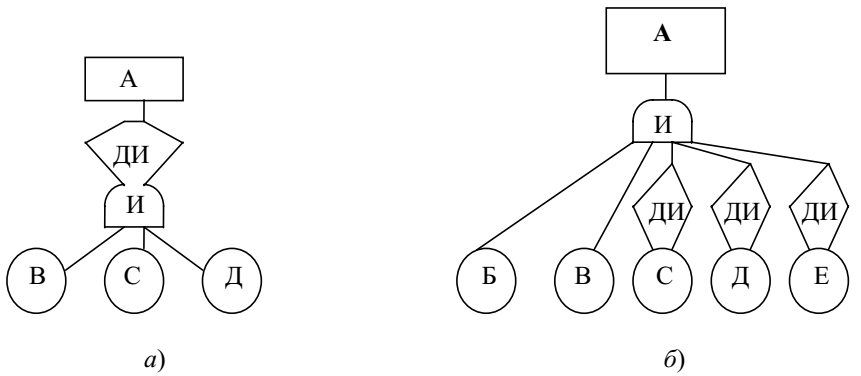 А
ДИ
И
В С Д
а)
А
И
ДИ ДИ ДИ
Б В С Д Е
б)